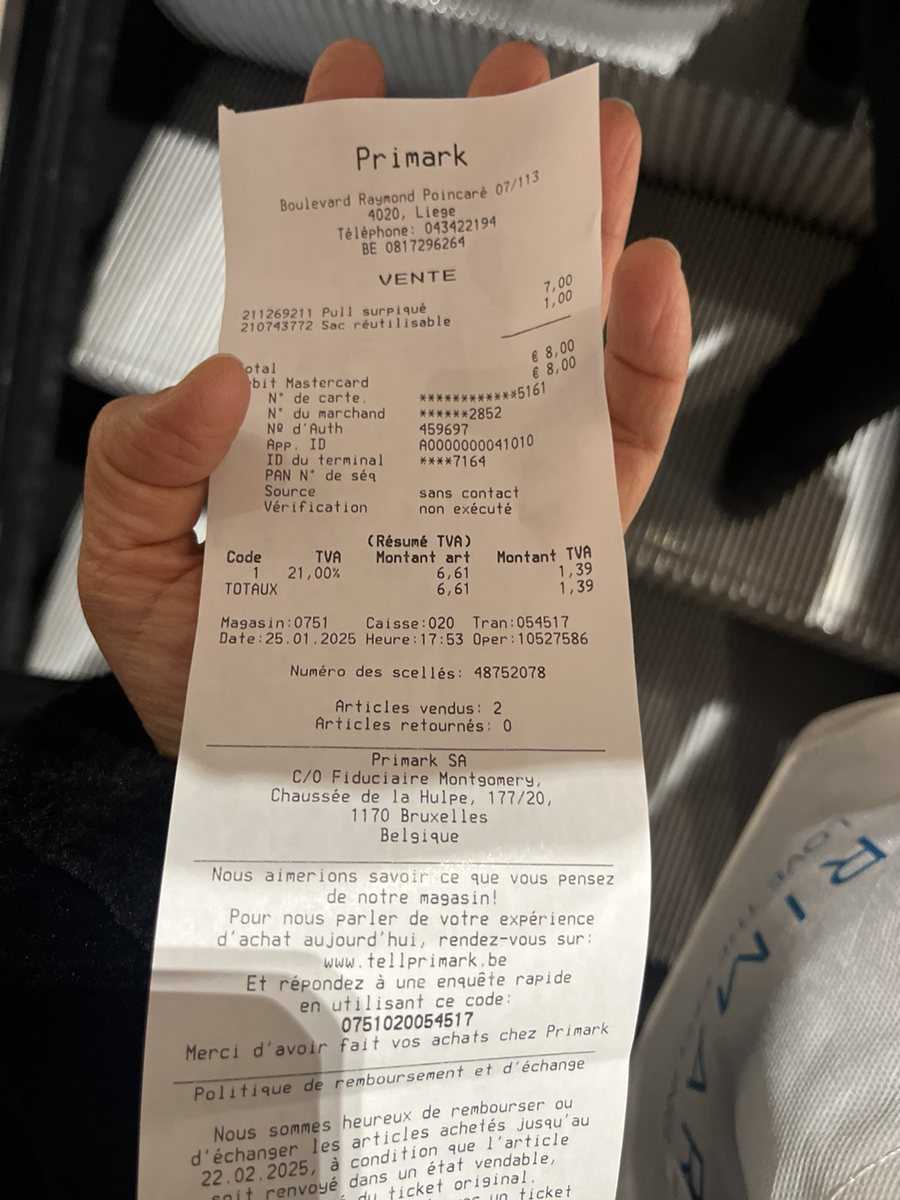 Primark
Boulevard Raymond Poincaré 07/113
4020, Liege
Téléphone: 043422194
BE 0817296264
VENTE
211269211 Pull surpiqué 7,00
210743772 Sac réutilisable 1,00
otal € 8,00
bit Mastercard € 8,00
N° de carte. ************5161
N° du marchand ******2852
Nº d'Auth 459697
App. ID A0000000041010
ID du terminal ****7164
PAN N° de séq
Source sans contact
Vérification non exécuté
(Résumé TVA)
Code TVA Montant art Montant TVA
1 21,00% 6,61 1,39
TOTAUX 6,61 1,39
Magasin:0751 Caisse:020 Tran:054517
Date:25.01.2025 Heure:17:53 Oper:10527586
Numéro des scellés: 48752078
Articles vendus: 2
Articles retournés: 0
Primark SA
C/O Fiduciaire Montgomery,
Chaussée de la Hulpe, 177/20,
1170 Bruxelles
Belgique
Nous aimerions savoir ce que vous pensez
de notre magasin!
Pour nous parler de votre expérience
d'achat aujourd'hui, rendez-vous sur:
www.tellprimark.be
Et répondez à une enquête rapide
en utilisant ce code:
0751020054517
Merci d'avoir fait vos achats chez Primark
Politique de remboursement et d'échange
Nous sommes heureux de rembourser ou
d'échanger les articles achetés jusqu'au
22.02.2025, à condition que l'article
soit renvoyé dans un état vendable,
du ticket original.
un ticket
RIMAR
LOVE